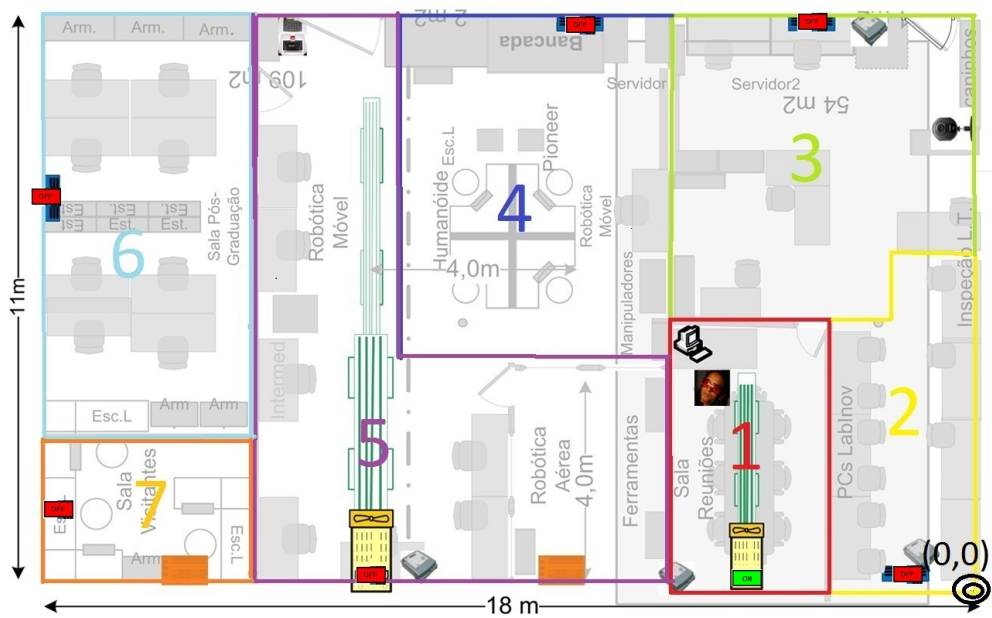 Arm.
Arm.
Arm.
109 m2
2 m2
Bancada
OFF
Servidor
OFF
Servidor2
54 m2
caninhos
3
OFF
Est.
Est.
Est.
Est.
Est.
Est.
Sala Pós-
Graduação
6
Robótica
Móvel
Humanóide
Esc.L
Pioneer
4
Robótica
Móvel
4,0m
Manipuladores
Inspeção L.T.
11m
Intermed
Esc.L
Arm
Arm
5
Robótica
Aérea
4,0m
Ferramentas
Sala
Reuniões
1
PCs LabInov
2
Sala
Visitantes
7
OFF
Arm
Esc.L
OFF
ON
OFF
(0,0)
18 m